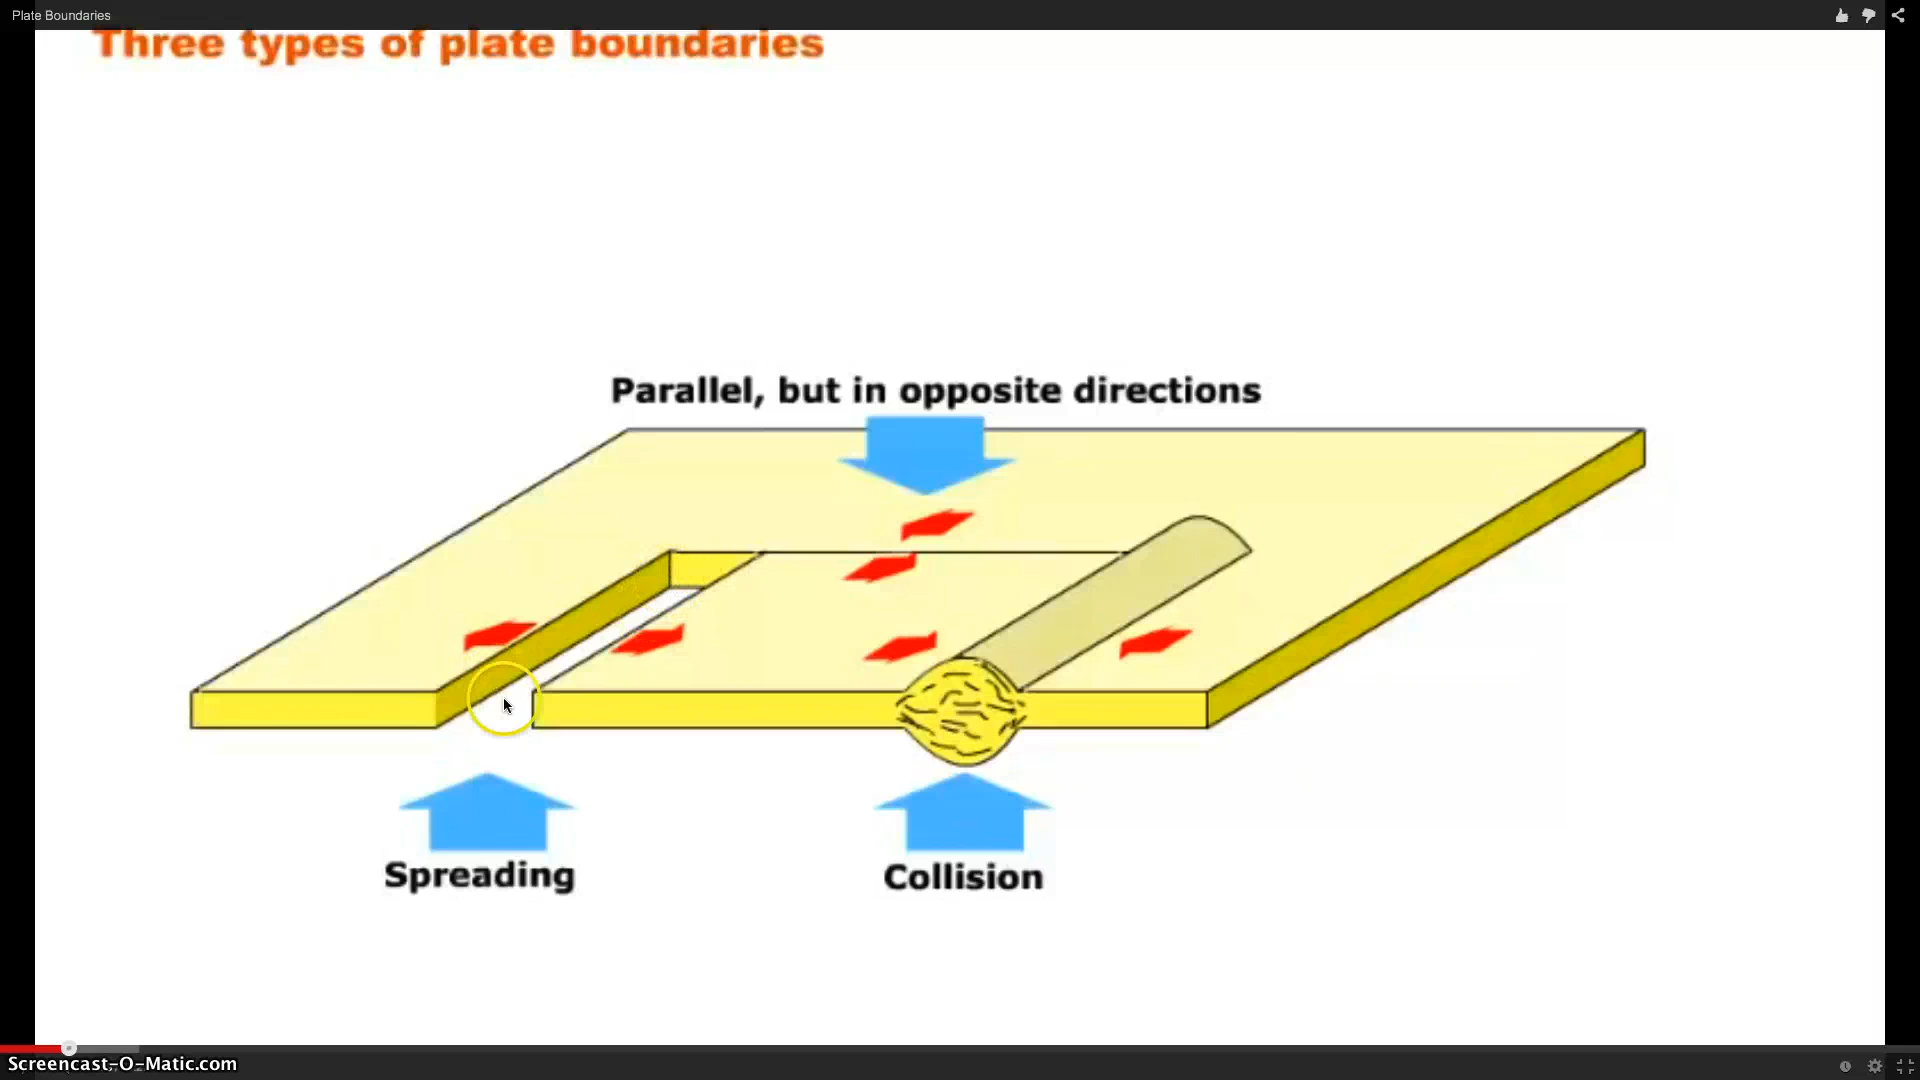 Plate Boundaries
Three types of plate boundaries
Parallel, but in opposite directions
Spreading
Collision
Screencast-O-Matic.com